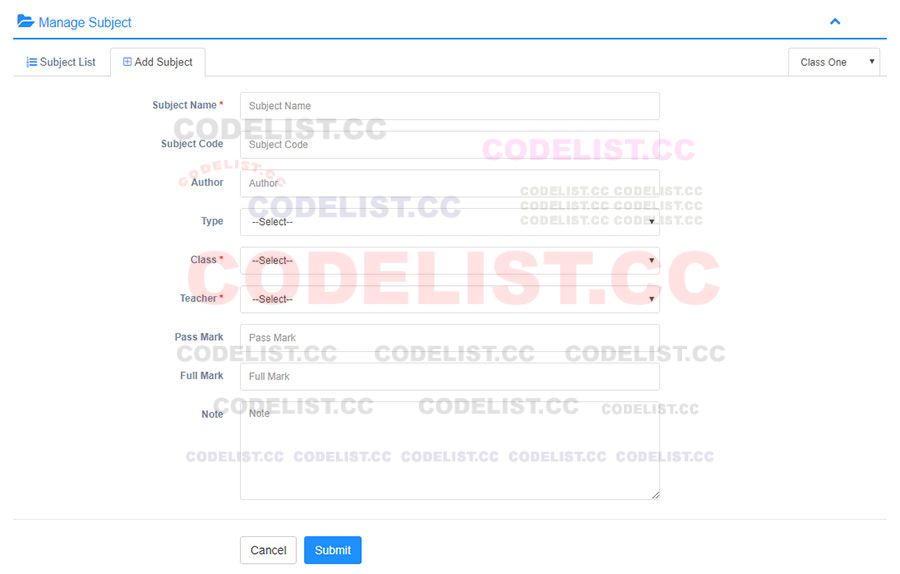 Manage Subject
Subject List
Add Subject
Class One
Subject Name *
Subject Name
CODELIST.CC
Subject Code
Subject Code
CODELIST.CC
CODELIST.CC
Author
Author
CODELIST.CC CODELIST.CC
CODELIST.CC CODELIST.CC
CODELIST.CC CODELIST.CC
CODELIST.CC
Type
--Select--
Class *
--Select--
CODELIST.CC
Teacher *
--Select--
Pass Mark
Pass Mark
CODELIST.CC CODELIST.CC CODELIST.CC
Full Mark
Full Mark
CODELIST.CC CODELIST.CC CODELIST.CC
Note
Note
CODELIST.CC CODELIST.CC CODELIST.CC CODELIST.CC CODELIST.CC
Cancel
Submit